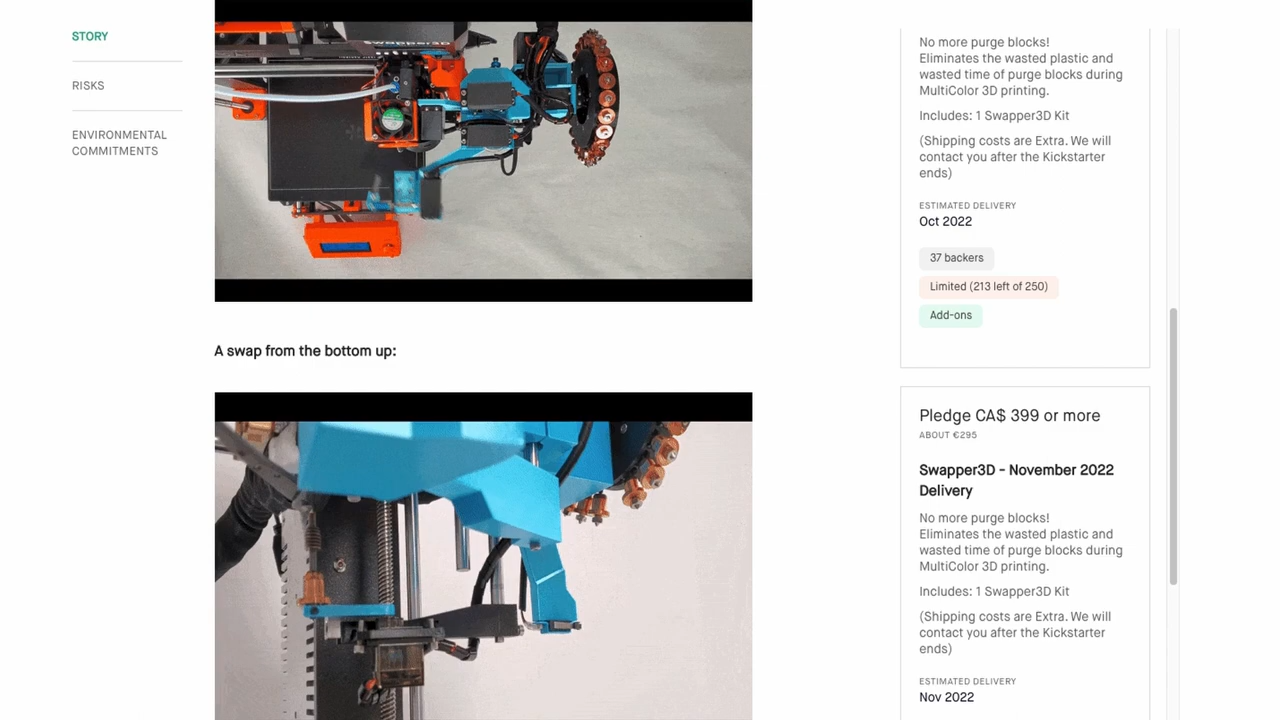 STORY
RISKS
ENVIRONMENTAL
COMMITMENTS
Swapper3D
A swap from the bottom up:
No more purge blocks!
Eliminates the wasted plastic and
wasted time of purge blocks during
MultiColor 3D printing.
Includes: 1 Swapper3D Kit
(Shipping costs are Extra. We will
contact you after the Kickstarter
ends)
ESTIMATED DELIVERY
Oct 2022
37 backers
Limited (213 left of 250)
Add-ons
Pledge CA$ 399 or more
ABOUT €295
Swapper3D - November 2022
Delivery
No more purge blocks!
Eliminates the wasted plastic and
wasted time of purge blocks during
MultiColor 3D printing.
Includes: 1 Swapper3D Kit
(Shipping costs are Extra. We will
contact you after the Kickstarter
ends)
ESTIMATED DELIVERY
Nov 2022